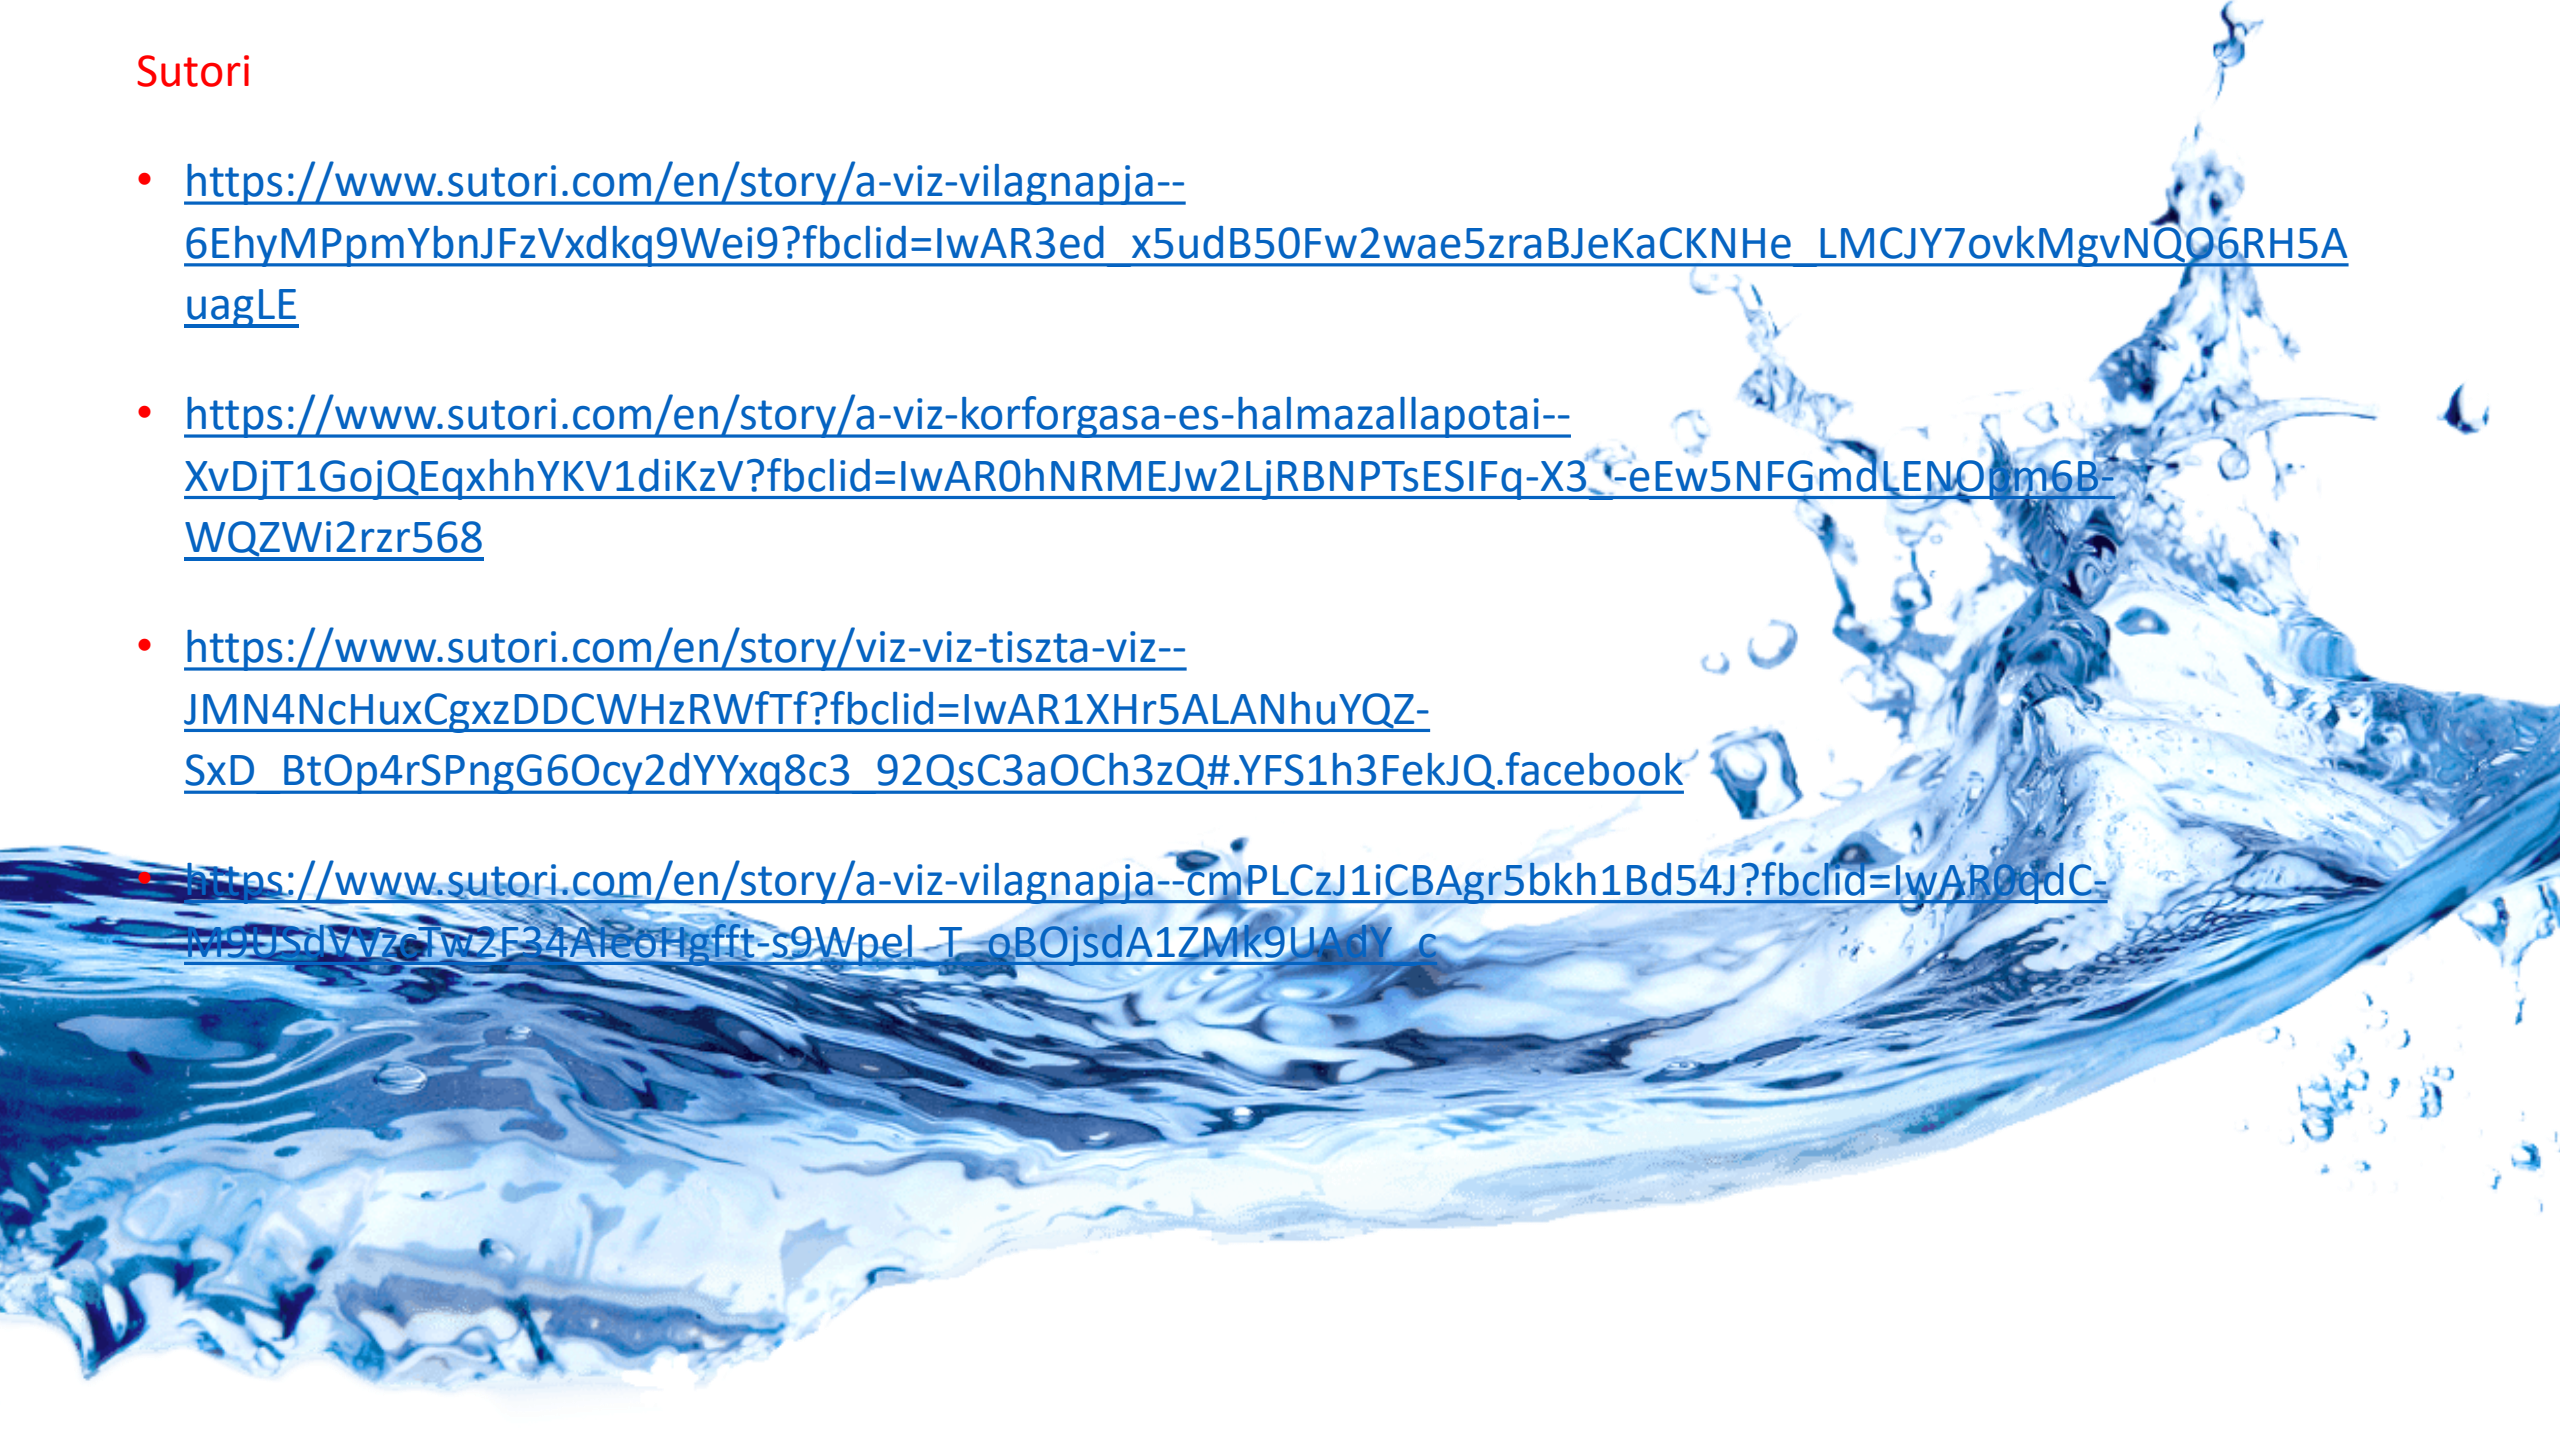 Sutori
• https://www.sutori.com/en/story/a-viz-vilagnapja--
6EhyMPpmYbnJFzVxdkq9Wei9?fbclid=IwAR3ed_x5udB50Fw2wae5zraBJeKaCKNHe_LMCJY7ovkMgvNQO6RH5A
uagLE
• https://www.sutori.com/en/story/a-viz-korforgasa-es-halmazallapotai--
XvDjT1GojQEqxhhYKV1diKzV?fbclid=IwAR0hNRMEJw2LjRBNPTsESIFq-X3_-eEw5NFGmdLENOpm6B-
WQZWi2rzr568
• https://www.sutori.com/en/story/viz-viz-tiszta-viz--
JMN4NcHuxCgxzDDCWHzRWfTf?fbclid=IwAR1XHr5ALANhuYQZ-
SxD_BtOp4rSPngG6Ocy2dYYxq8c3_92QsC3aOCh3zQ#.YFS1h3FekJQ.facebook
• https://www.sutori.com/en/story/a-viz-vilagnapja--cmPLCzJ1iCBAgr5bkh1Bd54J?fbclid=IwAR0qdC-
M9USdVVzcTw2F34AIeoHgfft-s9Wpel_T_oBOjsdA1ZMk9UAdY_c